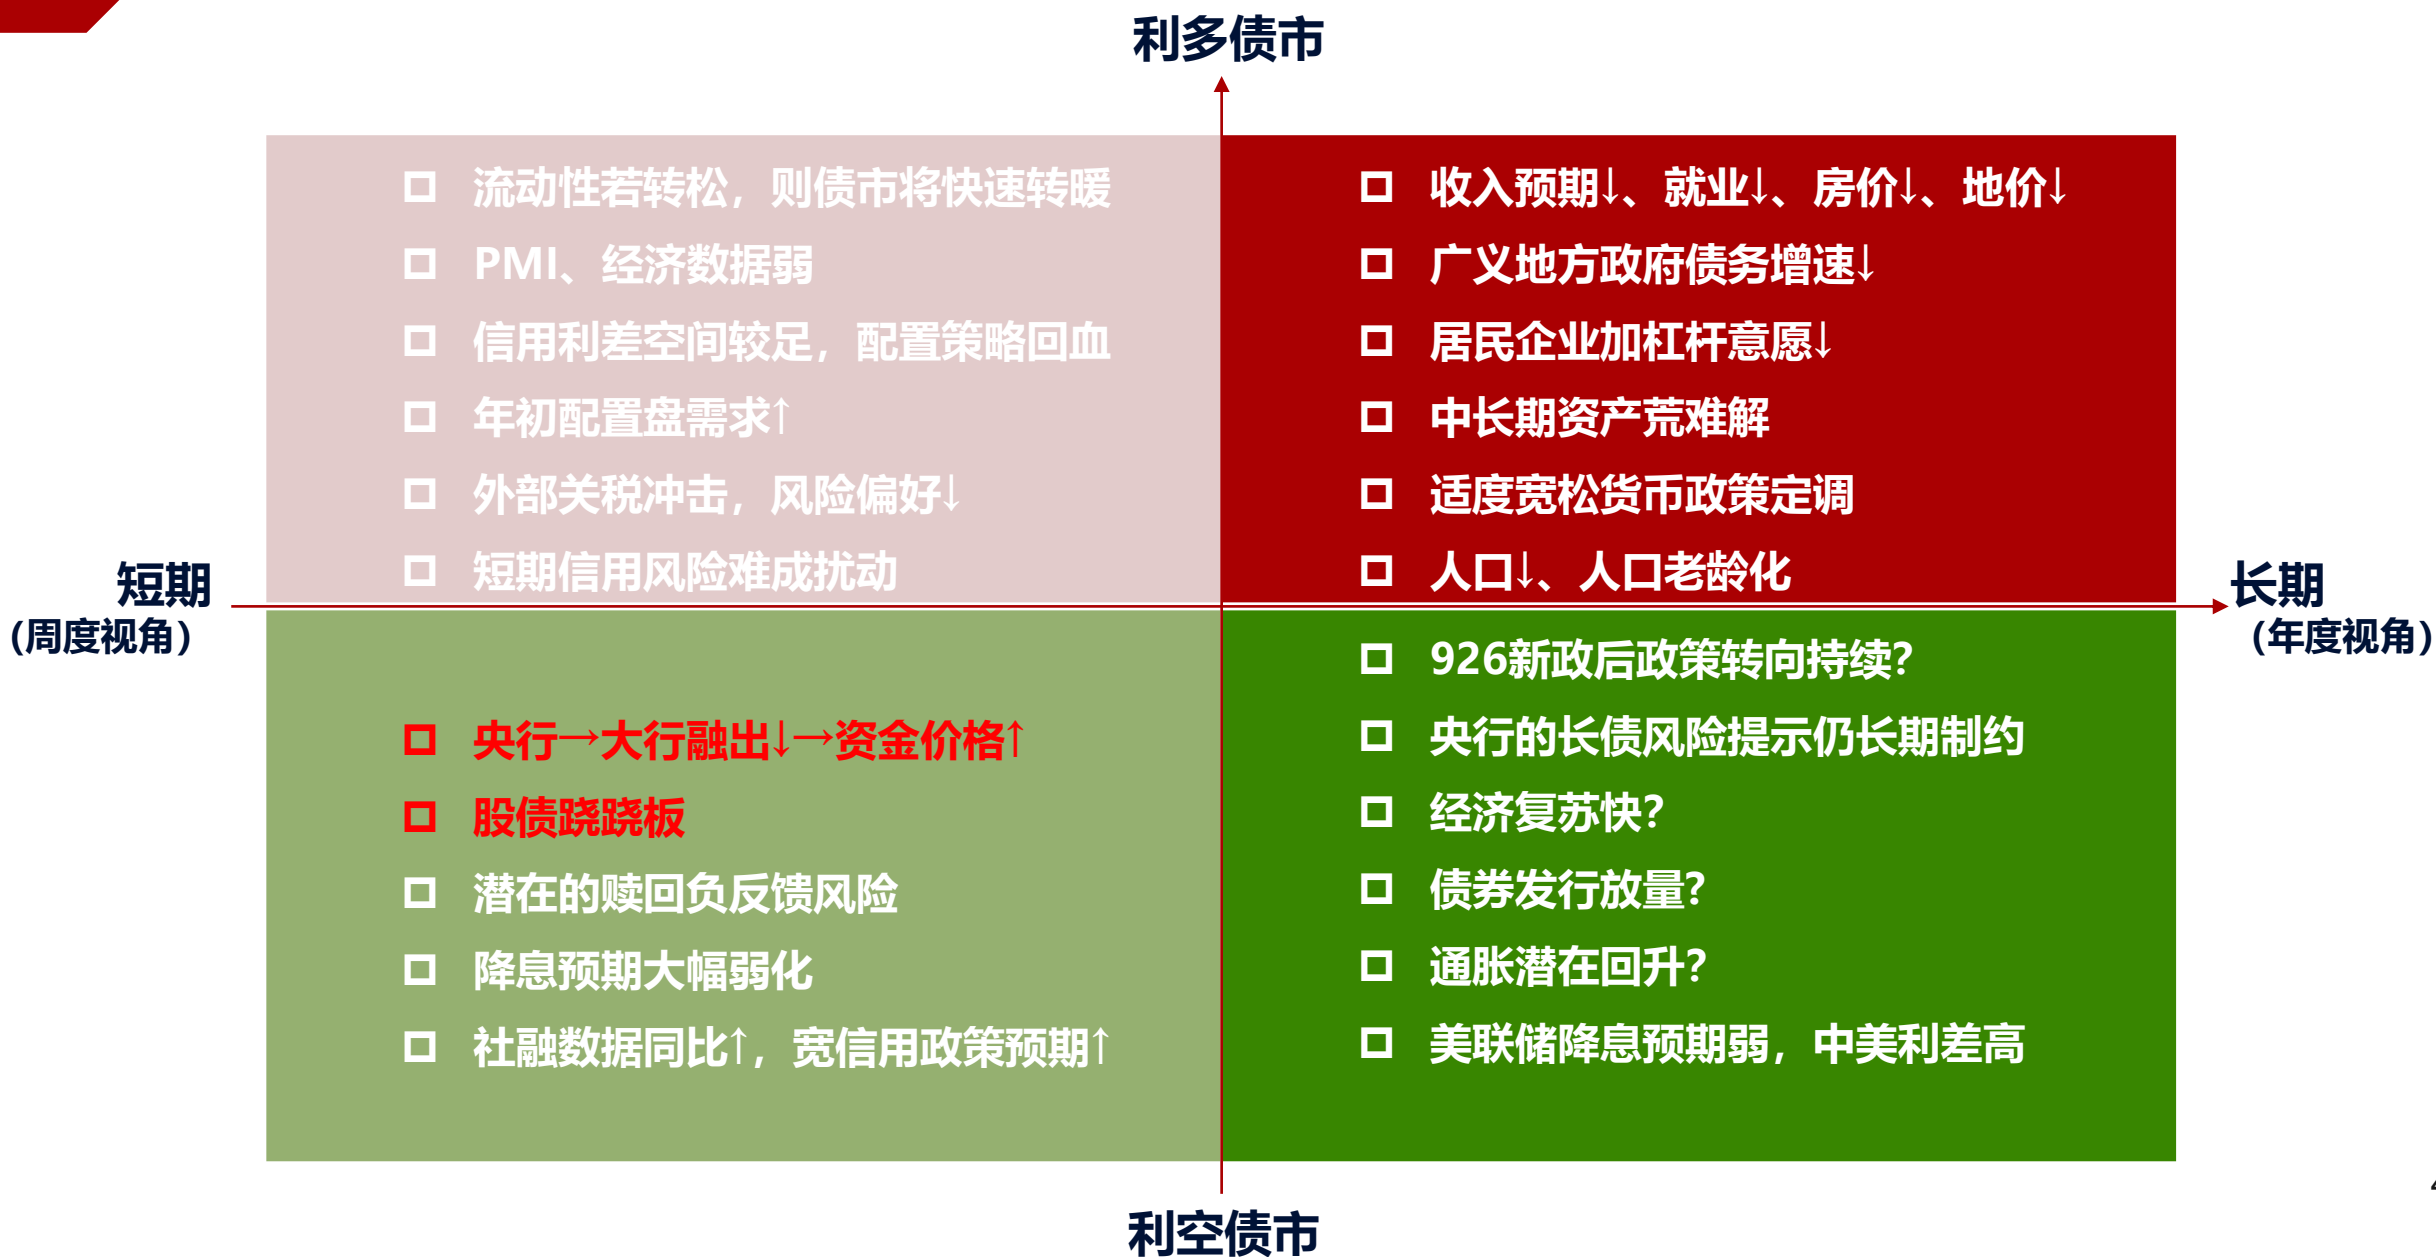 利多债市
流动性若转松，则债市将快速转暖
PMI、经济数据弱
信用利差空间较足，配置策略回血
年初配置盘需求↑
外部关税冲击，风险偏好↓
短期信用风险难成扰动
收入预期↓、就业↓、房价↓、地价↓
广义地方政府债务增速↓
居民企业加杠杆意愿↓
中长期资产荒难解
适度宽松货币政策定调
人口↓、人口老龄化
短期
（周度视角）
长期
（年度视角）
央行→大行融出↓→资金价格↑
股债跷跷板
潜在的赎回负反馈风险
降息预期大幅弱化
社融数据同比↑，宽信用政策预期↑
926新政后政策转向持续？
央行的长债风险提示仍长期制约
经济复苏快？
债券发行放量？
通胀潜在回升？
美联储降息预期弱，中美利差高
利空债市